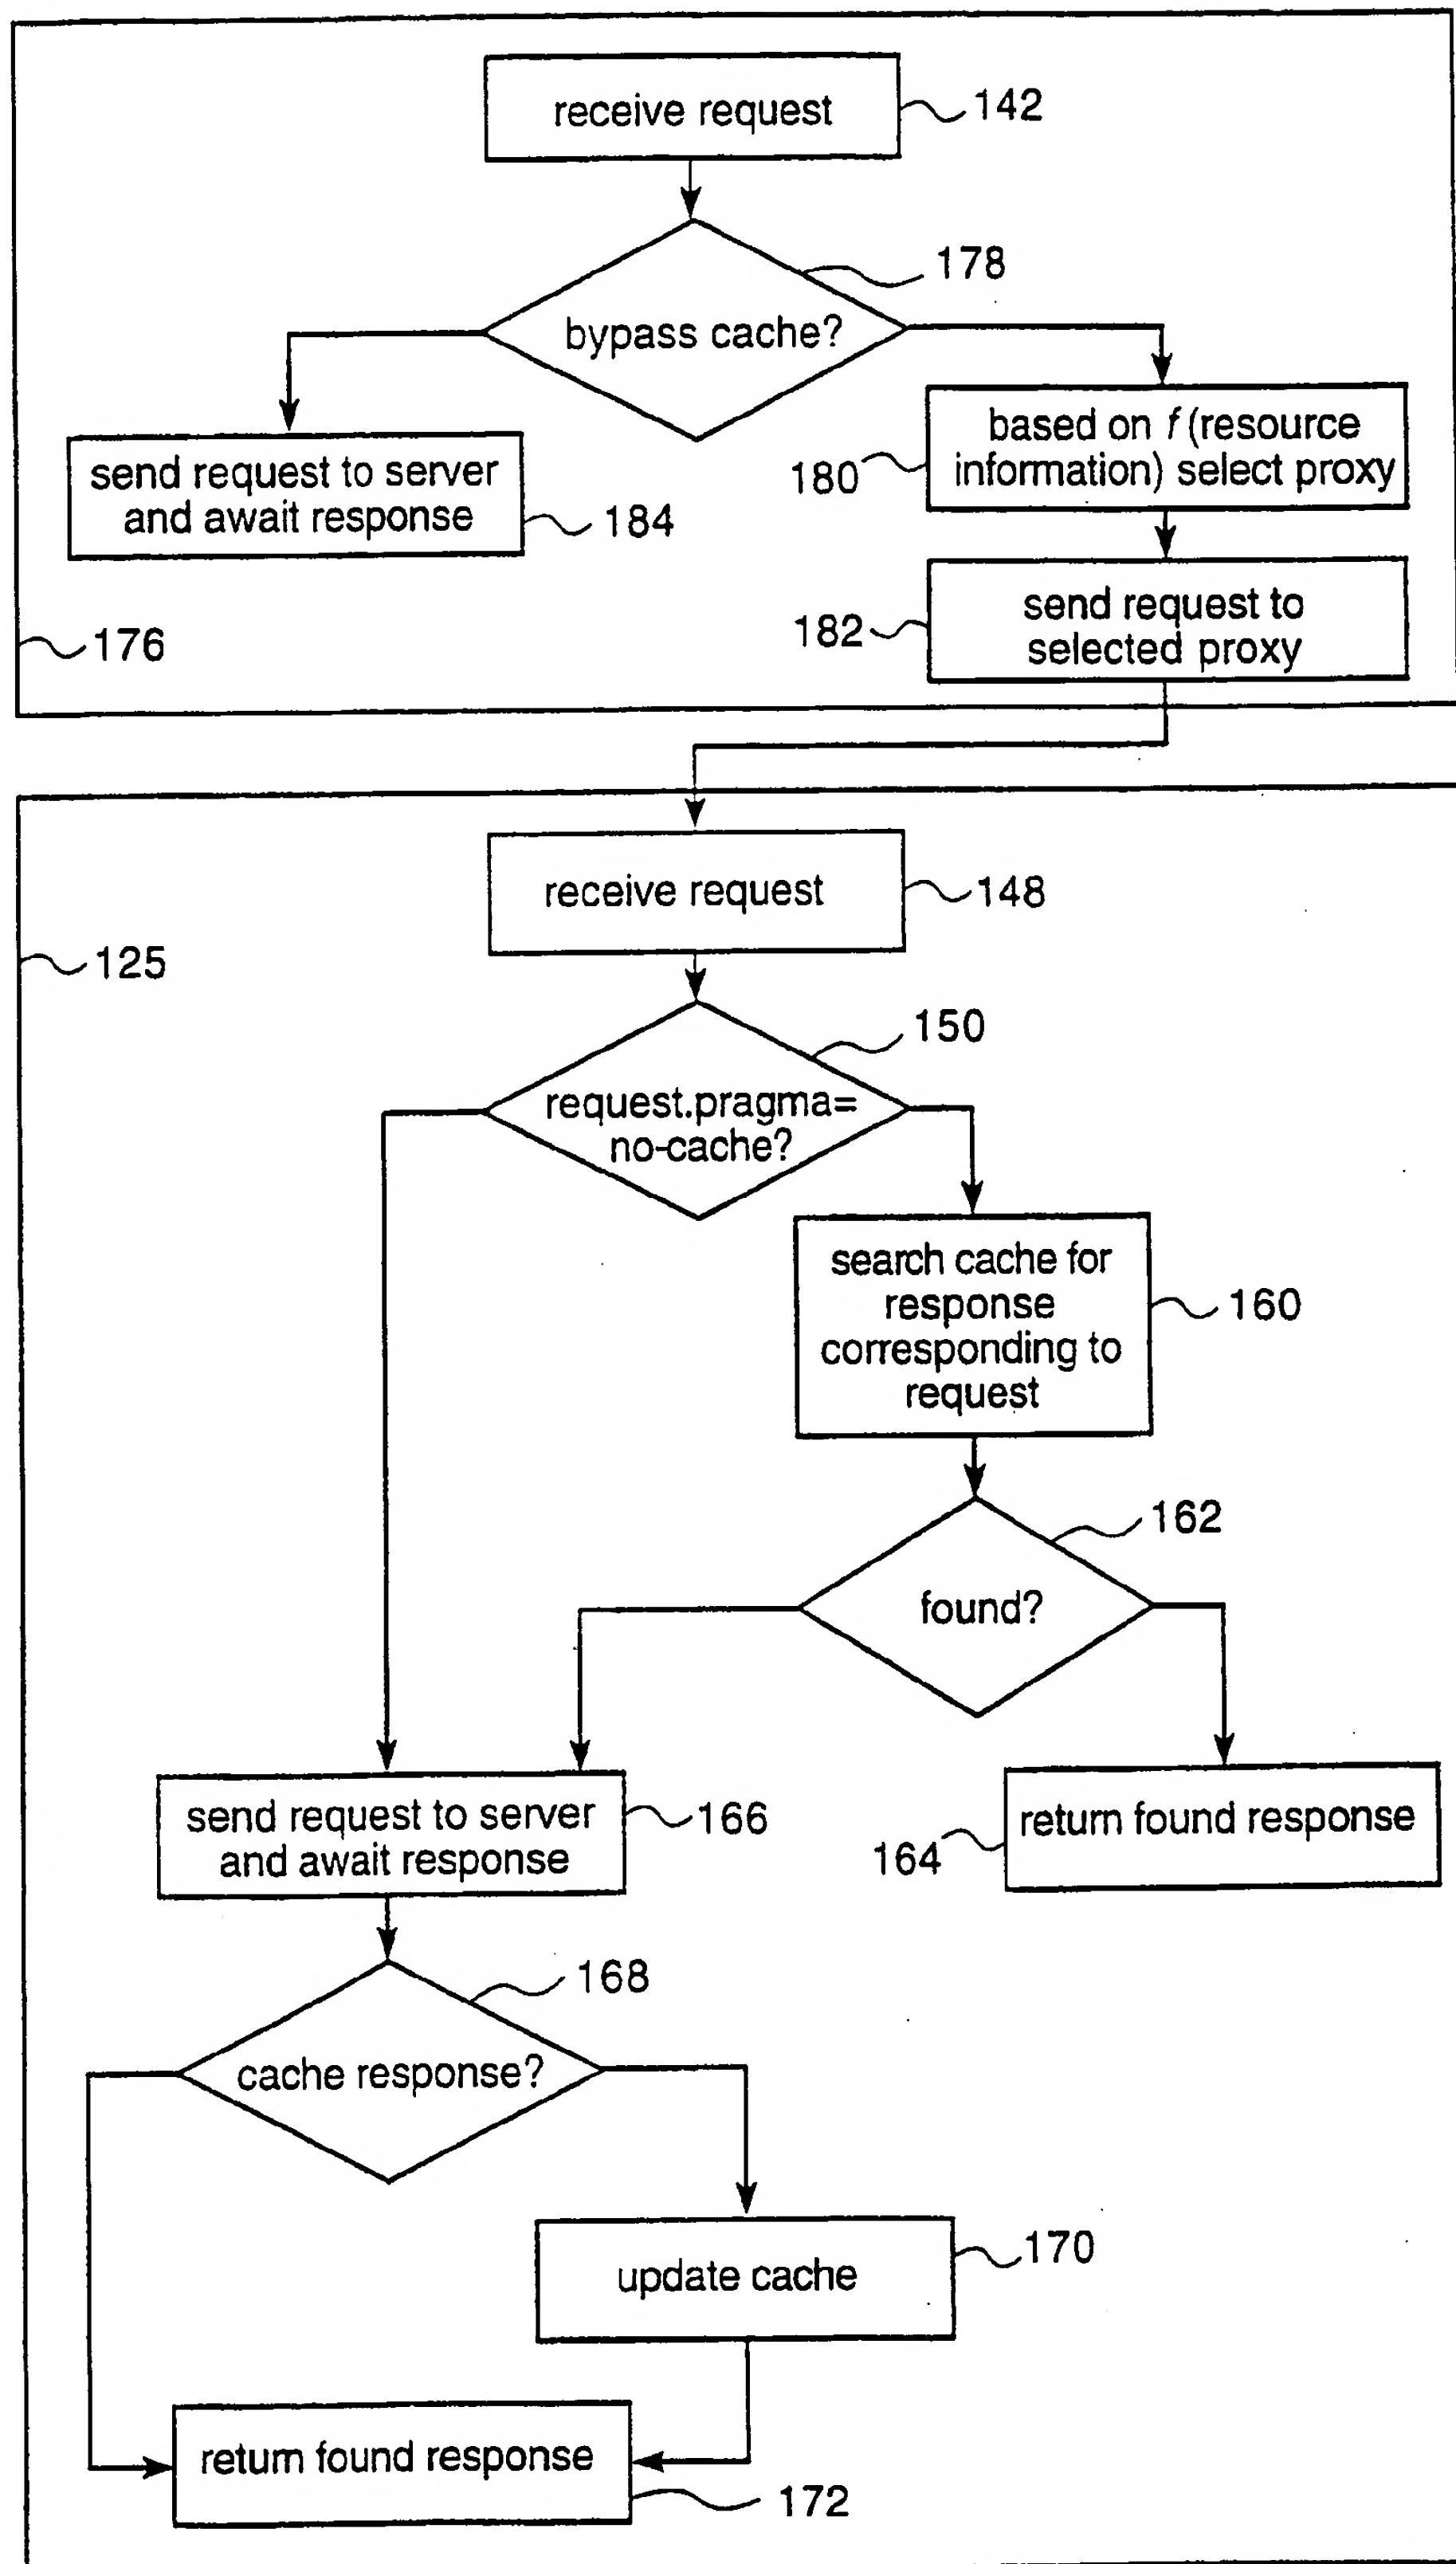 receive request
142
178
bypass cache?
based on f (resource
information) select proxy
180
send request to server
and await response
184
send request to
selected proxy
182
176
receive request
148
125
150
request.pragma=
no-cache?
search cache for
response
corresponding to
request
160
162
found?
send request to server
and await response
166
return found response
164
168
cache response?
update cache
170
return found response
172